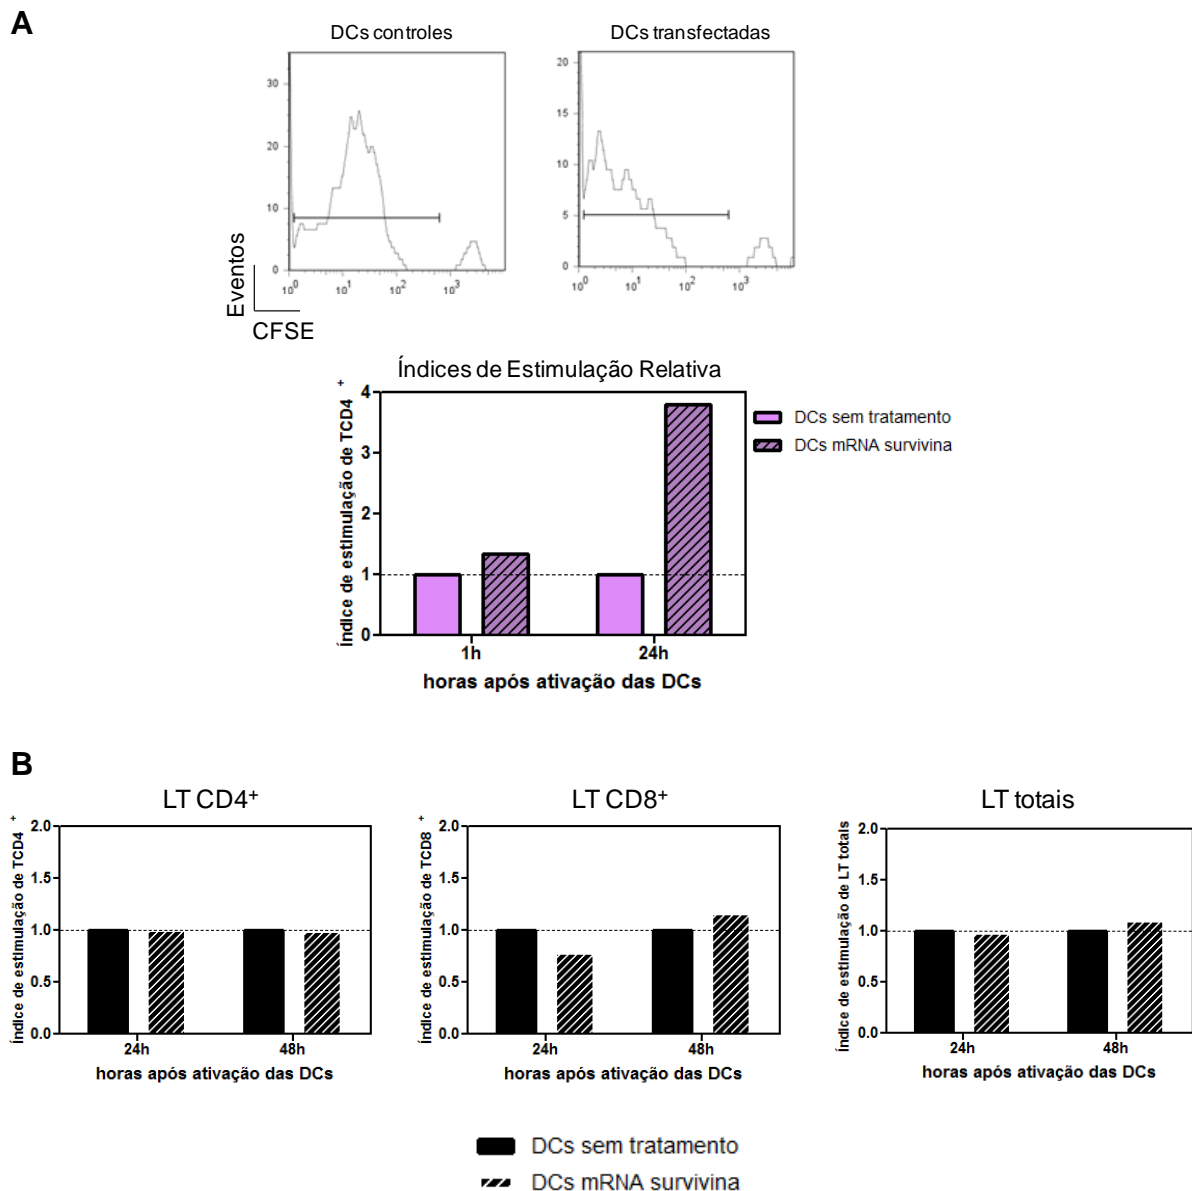 A
DCs controles
DCs transfectadas
30
20
10
0
10⁰ 10¹ 10² 10³
20
15
10
5
0
10⁰ 10¹ 10² 10³
Eventos
CFSE
Índices de Estimulação Relativa
Índice de estimulação de TCD4⁺
4
3
2
1
0
1h 24h
horas após ativação das DCs
DCs sem tratamento
DCs mRNA survivina
B
LT CD4⁺
Índice de estimulação de TCD4⁺
2.0
1.5
1.0
0.5
0.0
24h 48h
horas após ativação das DCs
LT CD8⁺
Índice de estimulação de TCD8⁺
2.0
1.5
1.0
0.5
0.0
24h 48h
horas após ativação das DCs
LT totais
Índice de estimulação de LT totais
2.0
1.5
1.0
0.5
0.0
24h 48h
horas após ativação das DCs
DCs sem tratamento
DCs mRNA survivina